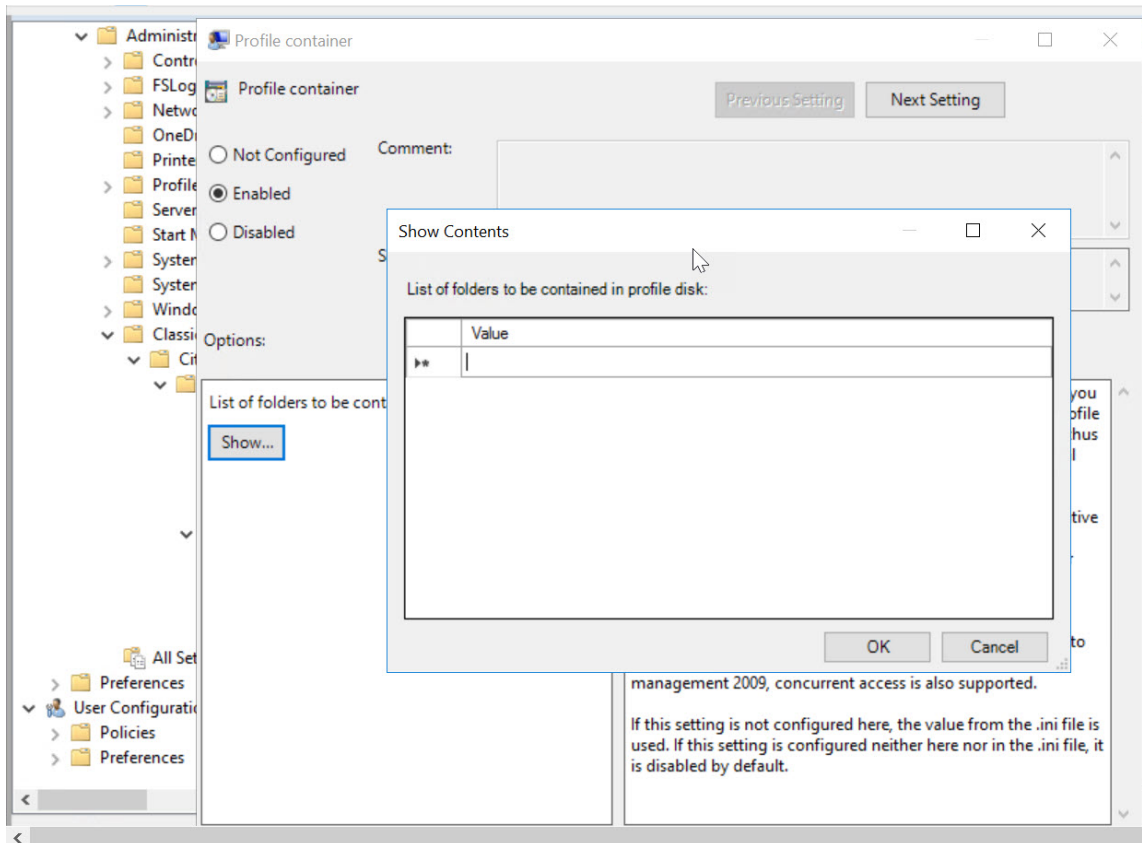 Administr
Contr
FSLog
Netwo
OneDr
Printe
Profile
Server
Start M
System
System
Windo
Classi
Cit
All Set
Preferences
User Configuratio
Policies
Preferences
Profile container
Profile container
Previous Setting
Next Setting
Not Configured
Enabled
Disabled
Comment:
S
Options:
List of folders to be cont
Show...
Show Contents
List of folders to be contained in profile disk:
Value
OK
Cancel
you
ofile
hus
l
tive
r
to
management 2009, concurrent access is also supported.
If this setting is not configured here, the value from the .ini file is
used. If this setting is configured neither here nor in the .ini file, it
is disabled by default.